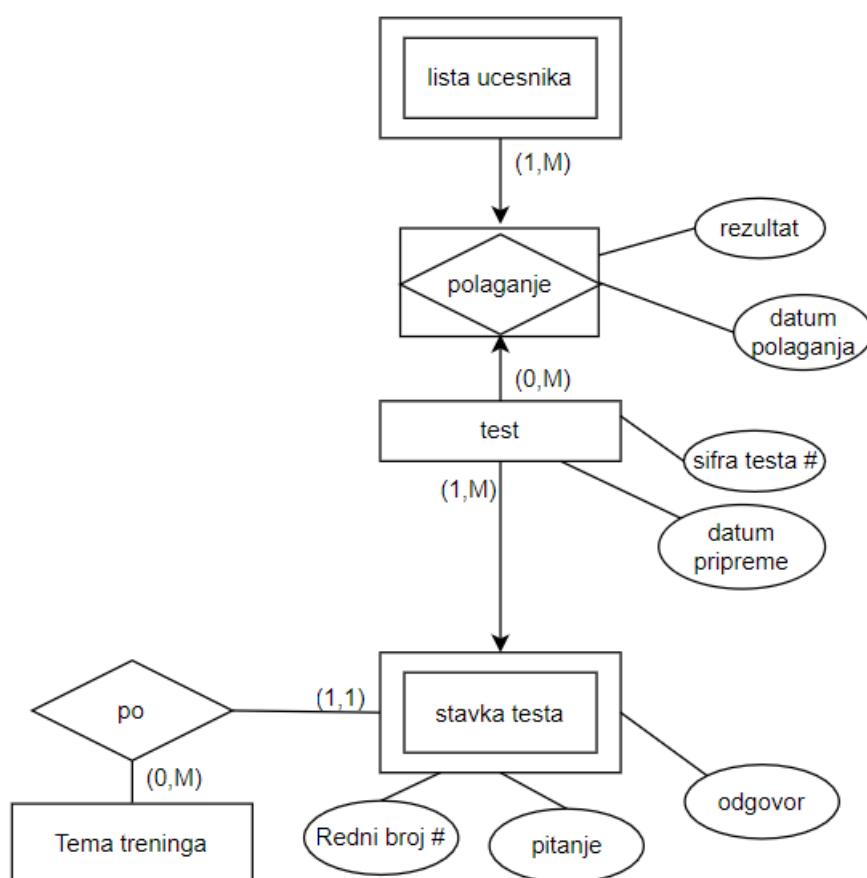 lista ucesnika
(1,M)
rezultat
polaganje
datum
polaganja
(0,M)
test
sifra testa #
(1,M)
datum
pripreme
(1,1)
po
stavka testa
(0,M)
odgovor
Redni broj #
pitanje
Tema treninga